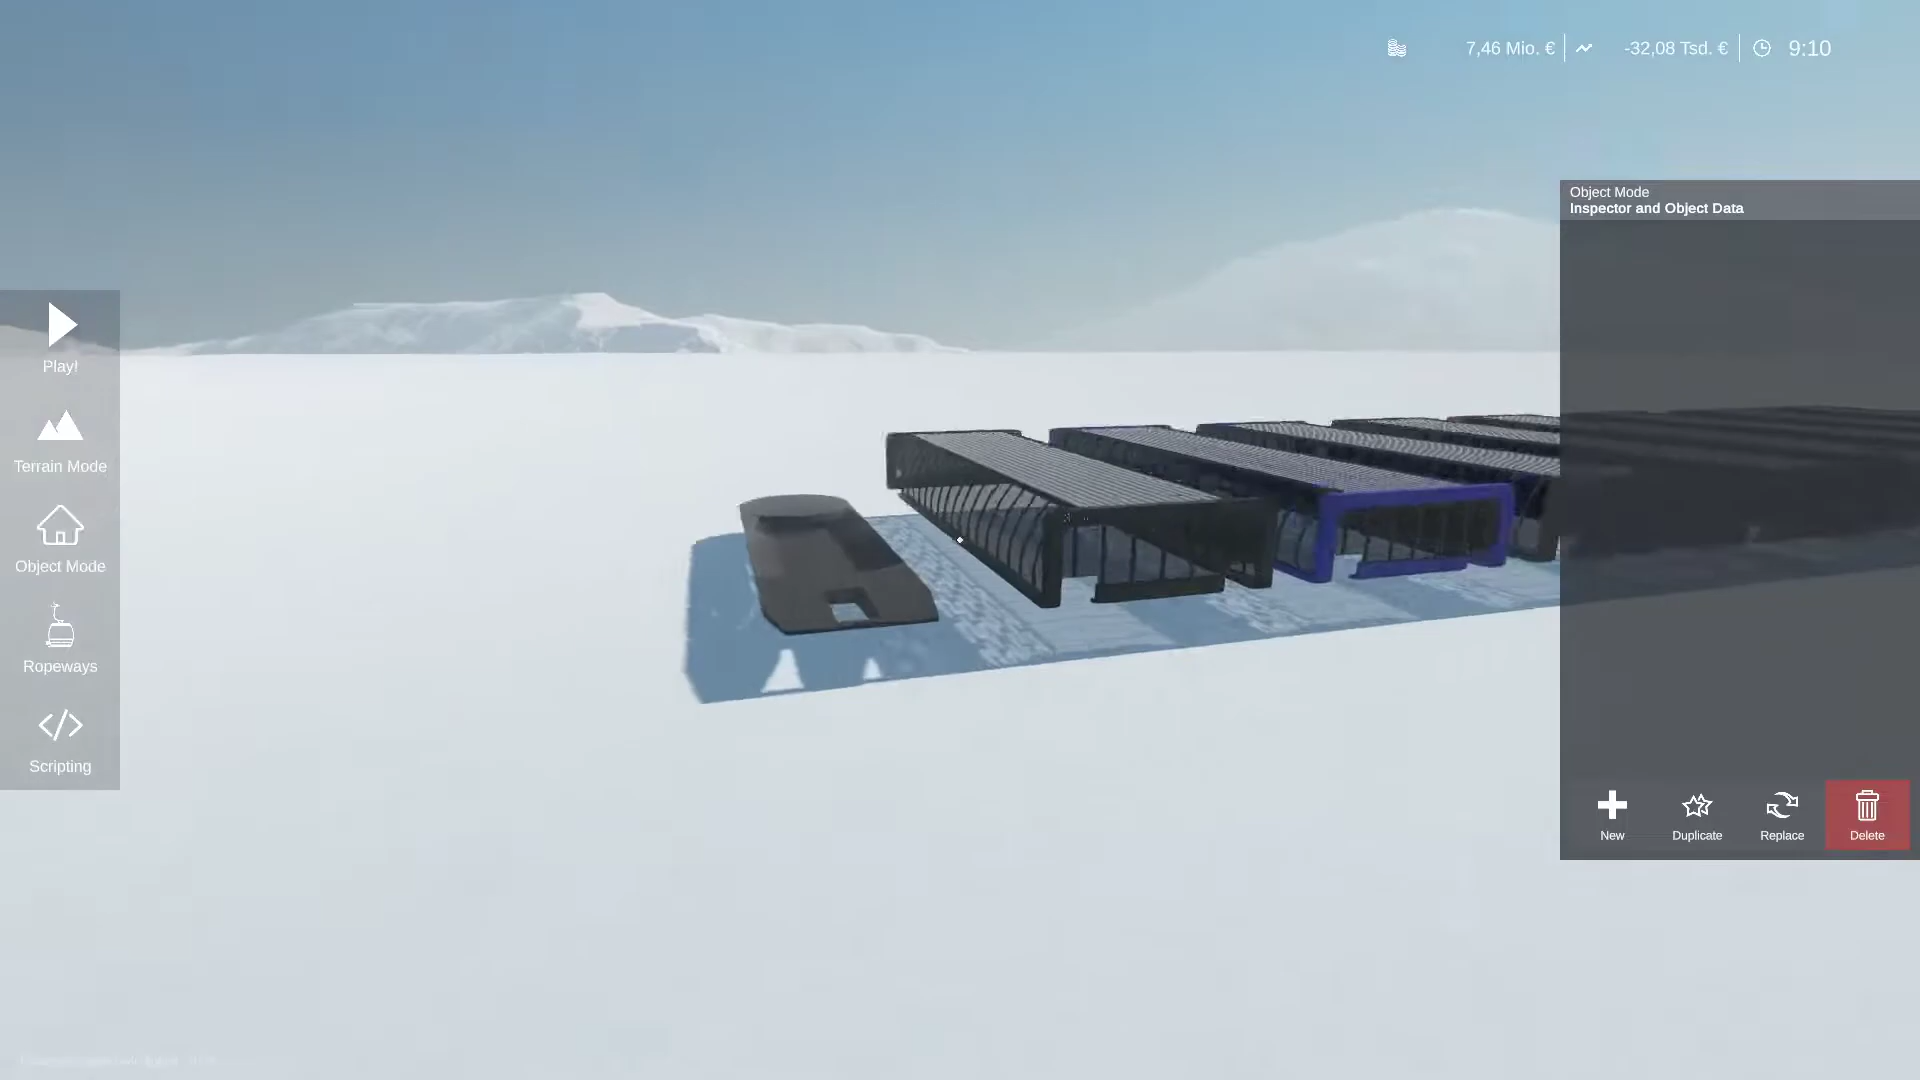 7,46 Mio. €
-32,08 Tsd. €
9:10
Object Mode
Inspector and Object Data
Play!
Terrain Mode
Object Mode
Ropeways
Scripting
New
Duplicate
Replace
Delete